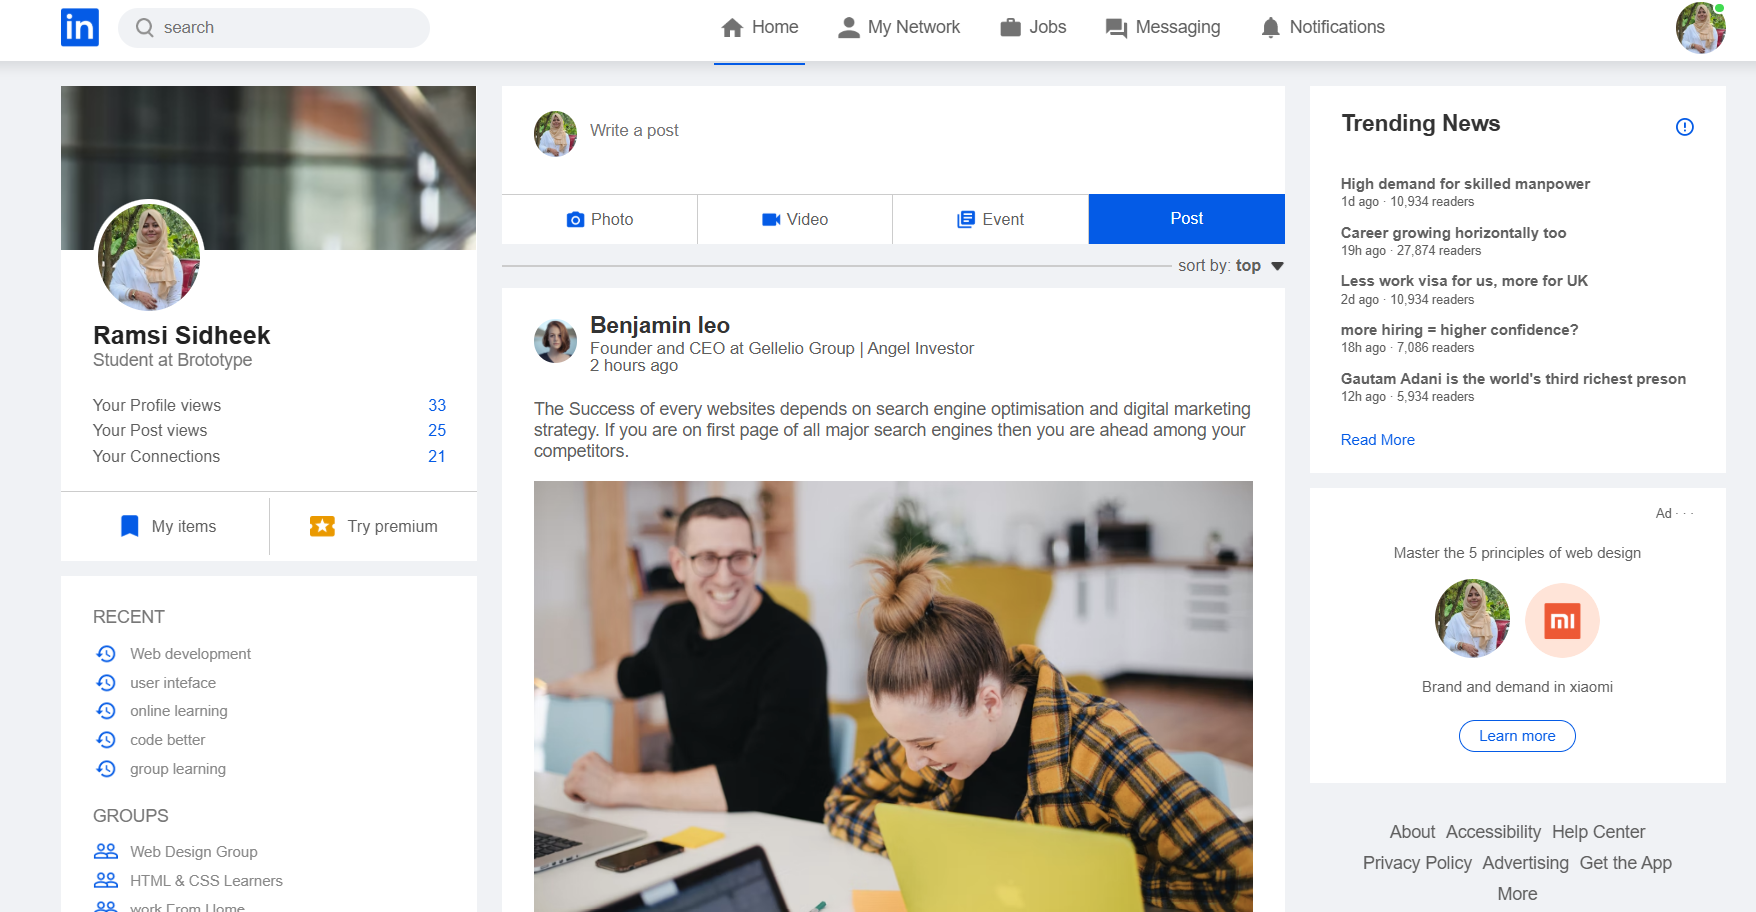 in
search
Home
My Network
Jobs
Messaging
Notifications
Ramsi Sidheek
Student at Brototype
Your Profile views 33
Your Post views 25
Your Connections 21
My items
Try premium
RECENT
Web development
user inteface
online learning
code better
group learning
GROUPS
Web Design Group
HTML & CSS Learners
work From Home
Write a post
Photo
Video
Event
Post
sort by: top
Benjamin leo
Founder and CEO at Gellelio Group | Angel Investor
2 hours ago
The Success of every websites depends on search engine optimisation and digital marketing
strategy. If you are on first page of all major search engines then you are ahead among your
competitors.
Trending News
High demand for skilled manpower
1d ago · 10,934 readers
Career growing horizontally too
19h ago · 27,874 readers
Less work visa for us, more for UK
2d ago · 10,934 readers
more hiring = higher confidence?
18h ago · 7,086 readers
Gautam Adani is the world's third richest preson
12h ago · 5,934 readers
Read More
Ad · · ·
Master the 5 principles of web design
mi
Brand and demand in xiaomi
Learn more
About Accessibility Help Center
Privacy Policy Advertising Get the App
More